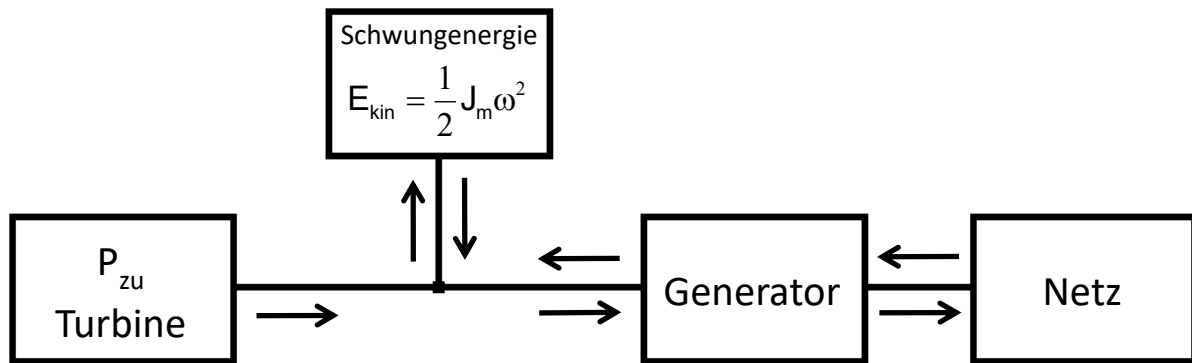 Schwungenergie
E_kin = 1/2 J_m ω²
P_zu
Turbine
Generator
Netz